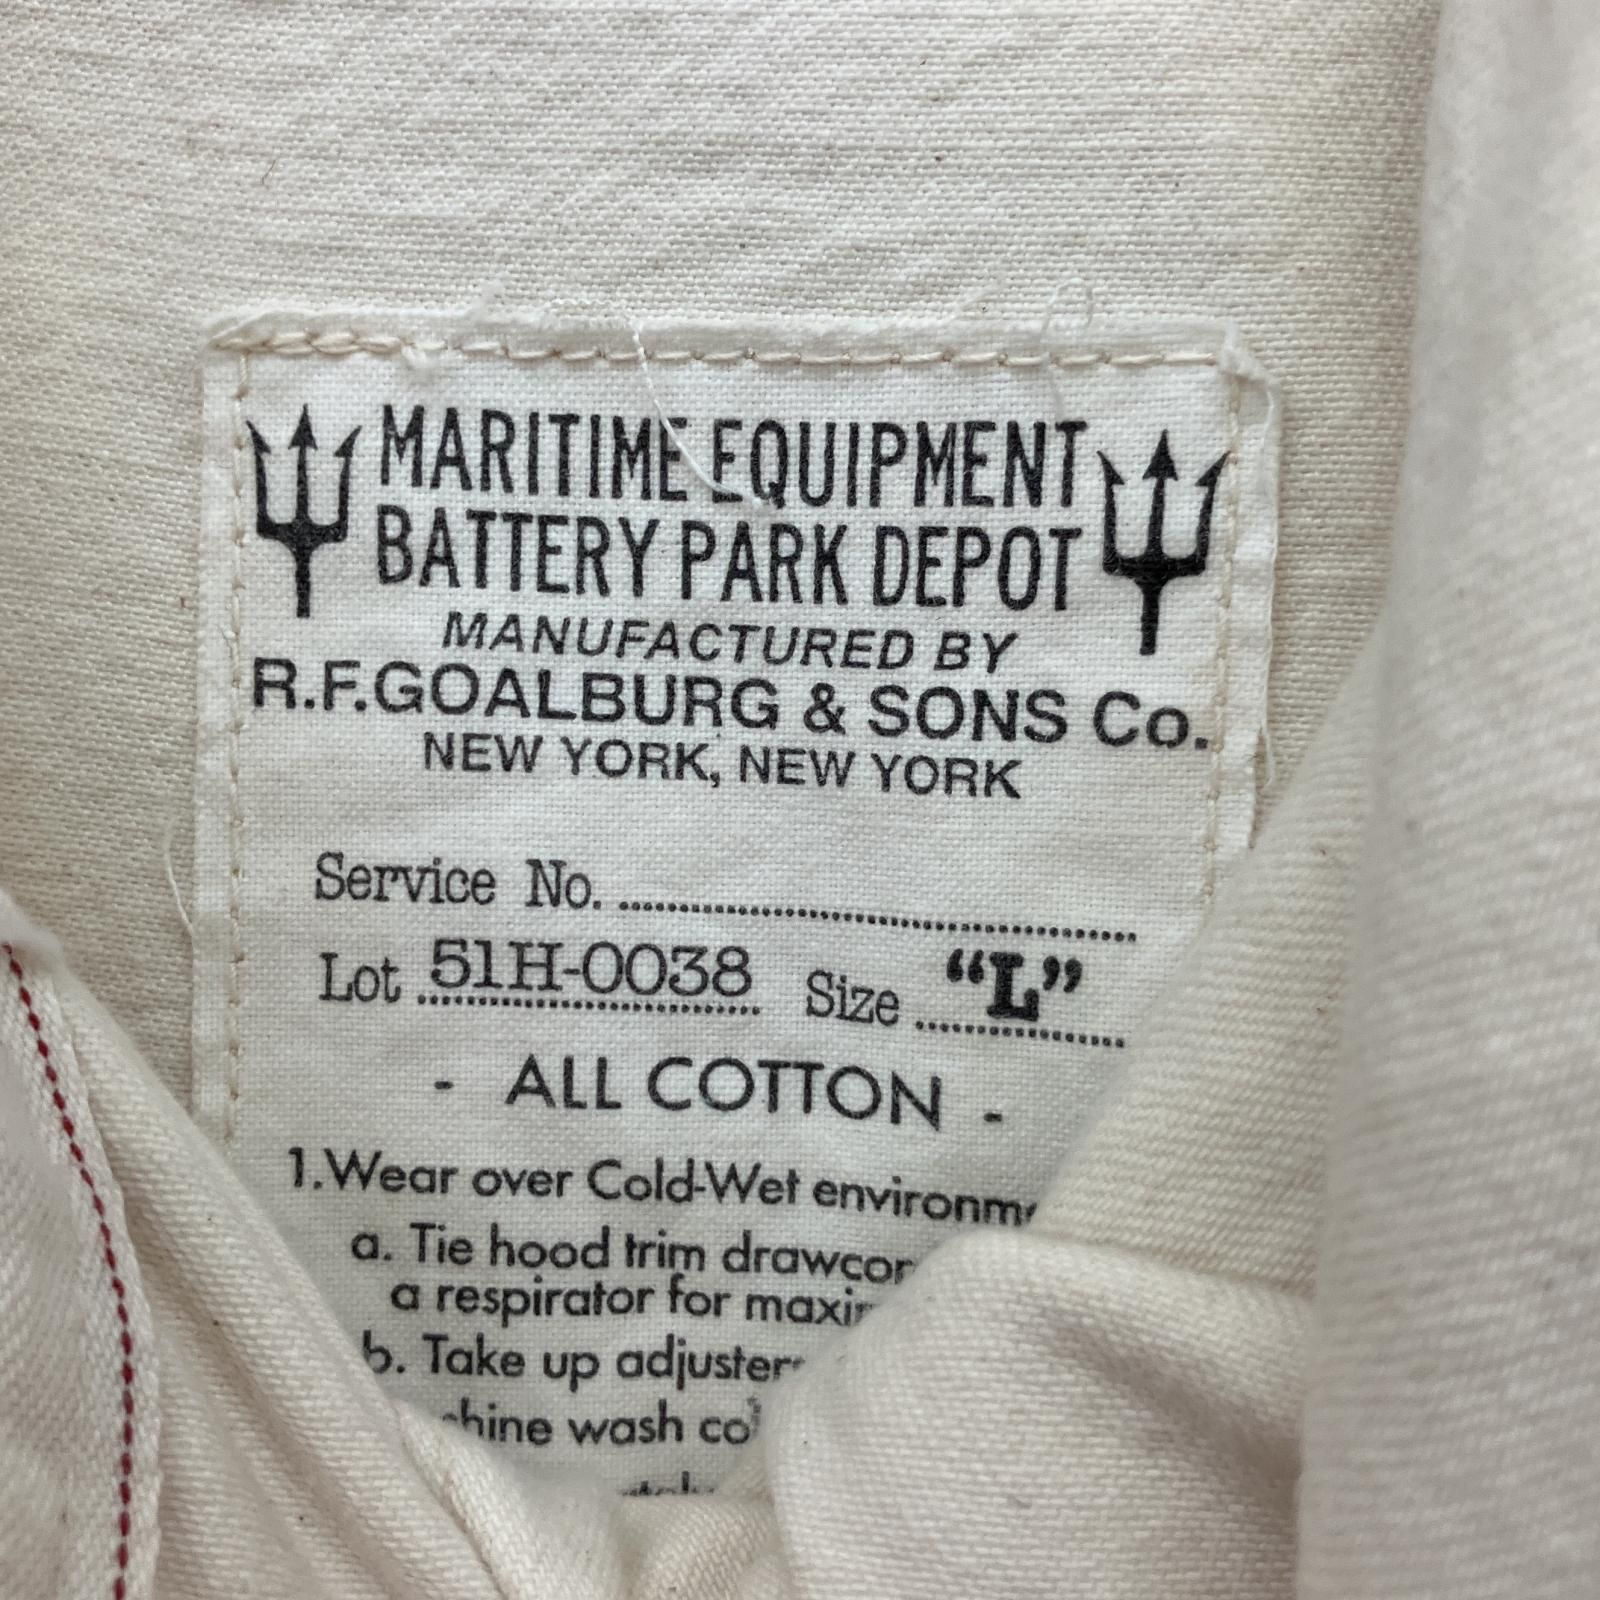 MARITIME EQUIPMENT
BATTERY PARK DEPOT
MANUFACTURED BY
R.F.GOALBURG & SONS Co.
NEW YORK, NEW YORK
Service No.
Lot 51H-0038 Size "L"
- ALL COTTON -
1.Wear over Cold-Wet
a. Tie hood trim
a respirator for
b. Take up
wash